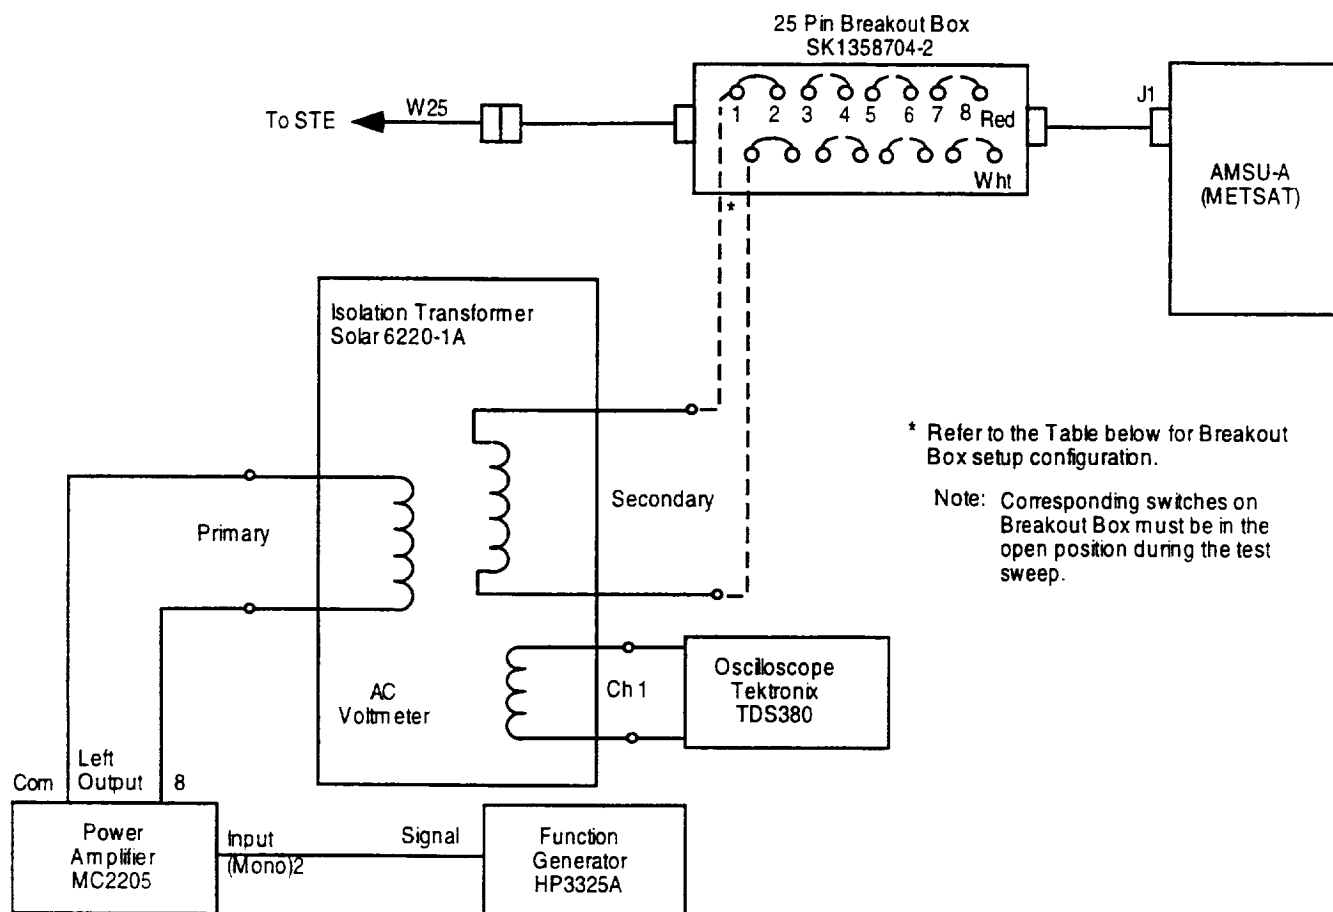 25 Pin Breakout Box
SK1358704-2
To STE
W25
1 2 3 4 5 6 7 8 Red
Wht
*
J1
AMSU-A
(METSAT)
Isolation Transformer
Solar 6220-1A
Primary
Secondary
* Refer to the Table below for Breakout
Box setup configuration.
Note: Corresponding switches on
Breakout Box must be in the
open position during the test
sweep.
AC
Voltmeter
Ch 1
Oscilloscope
Tektronix
TDS380
Com
Left
Output
8
Power
Amplifier
MC2205
Input
(Mono)2
Signal
Function
Generator
HP3325A